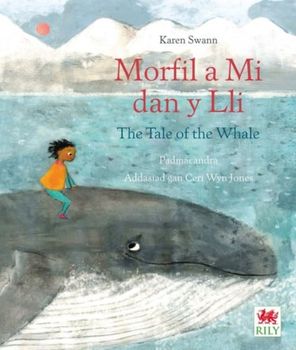 Karen Swann
Morfil a Mi
dan y Lli
The Tale of the Whale
Padmacandra
Addasiad gan Ceri Wyn Jones
RILY